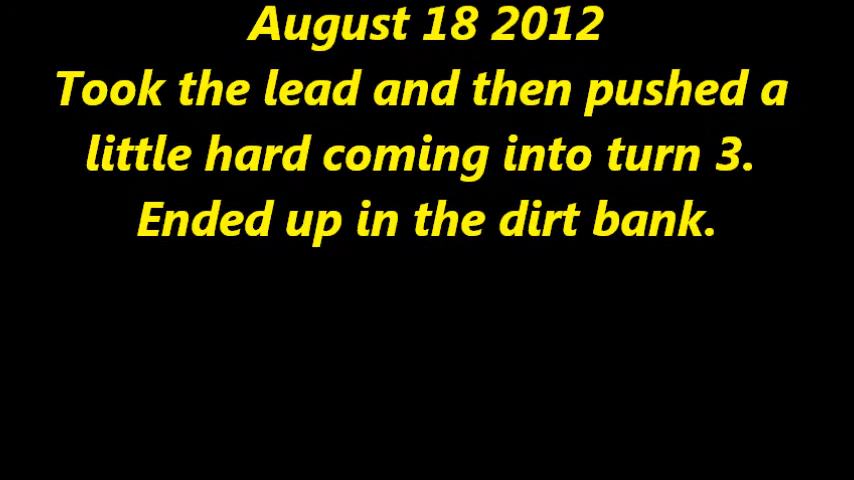 August 18 2012
Took the lead and then pushed a
little hard coming into turn 3.
Ended up in the dirt bank.